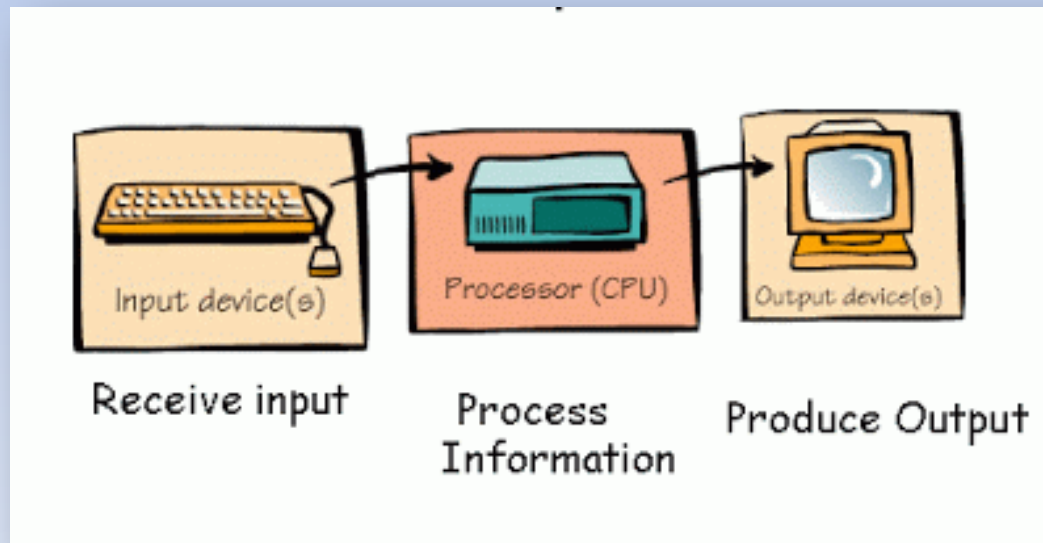 Input device(s)
Processor (CPU)
Output device(s)
Receive input
Process
Information
Produce Output